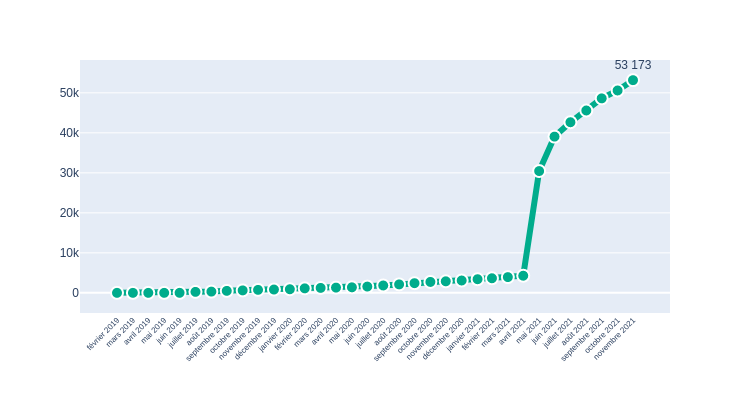 53 173
50k
40k
30k
20k
10k
0
février 2019
mars 2019
avril 2019
mai 2019
juin 2019
juillet 2019
août 2019
septembre 2019
octobre 2019
novembre 2019
décembre 2019
janvier 2020
février 2020
mars 2020
avril 2020
mai 2020
juin 2020
juillet 2020
août 2020
septembre 2020
octobre 2020
novembre 2020
décembre 2020
janvier 2021
février 2021
mars 2021
avril 2021
mai 2021
juin 2021
juillet 2021
août 2021
septembre 2021
octobre 2021
novembre 2021